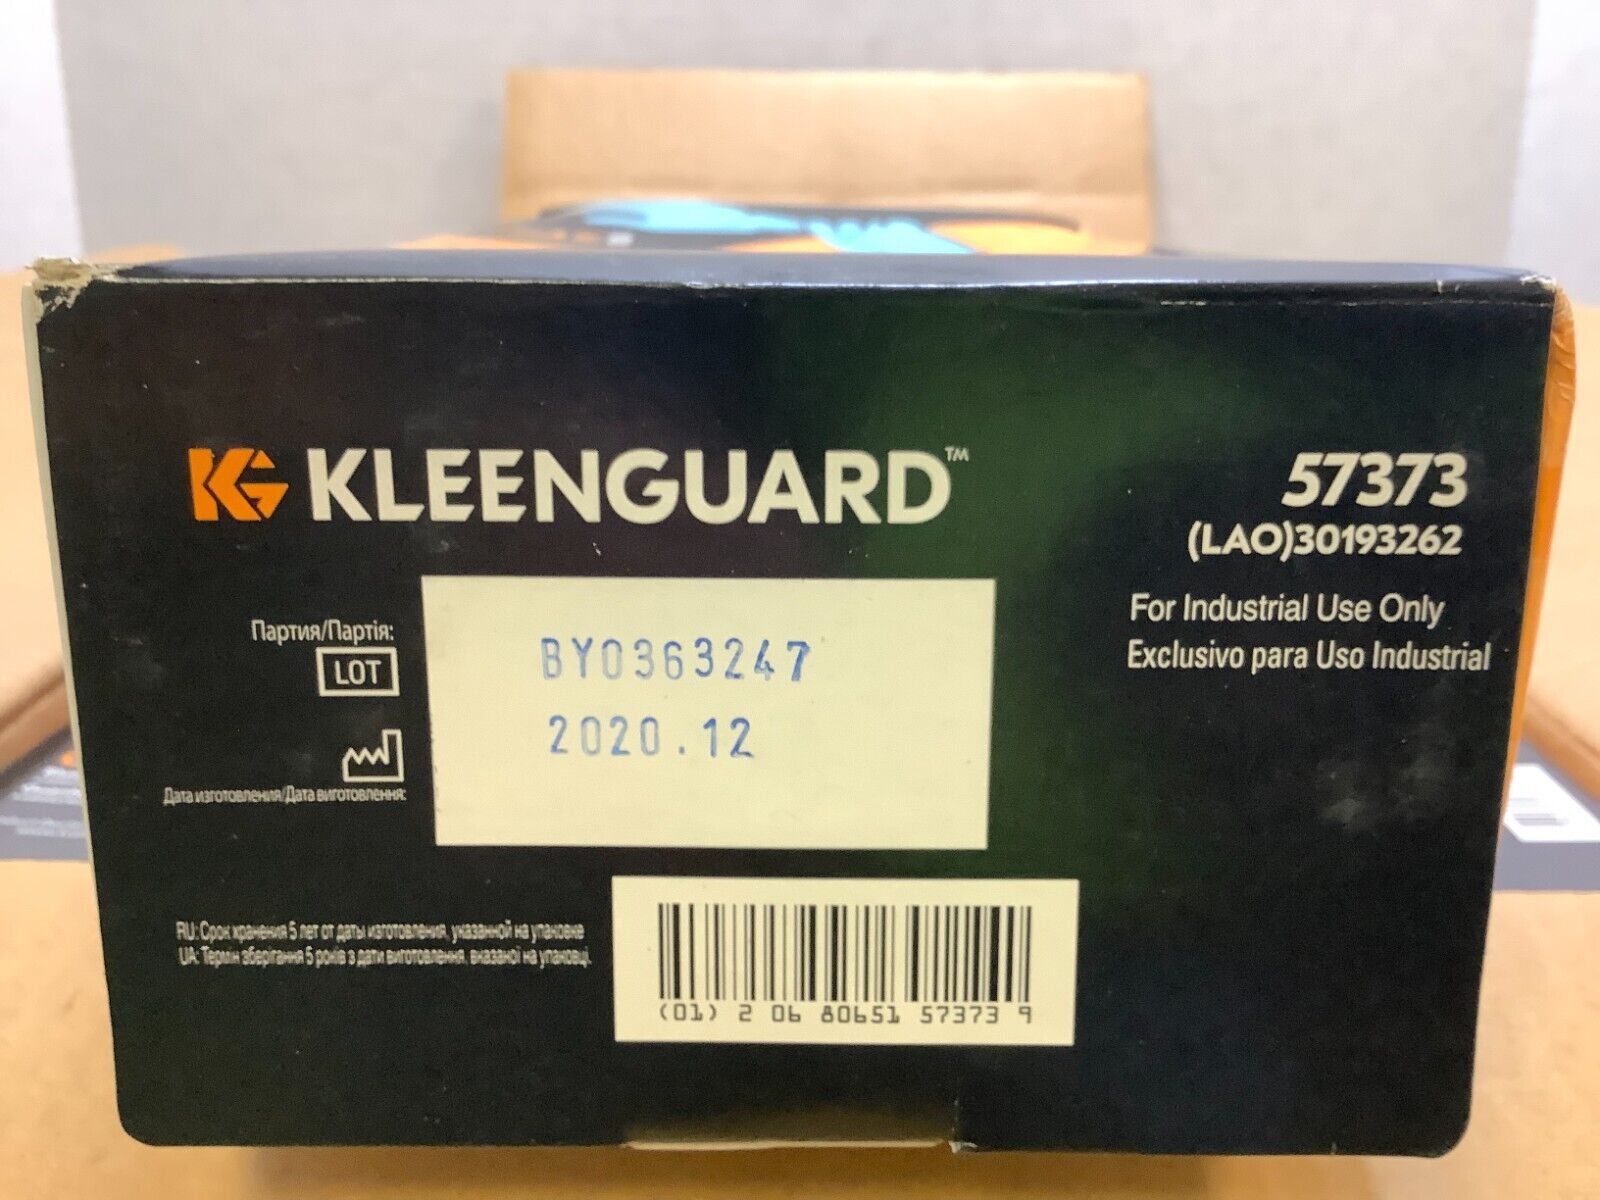 KG KLEENGUARD™
57373
(LAO)30193262
For Industrial Use Only
Exclusivo para Uso Industrial
Партия/Партія:
LOT
BY0363247
2020.12
Дата изготовления/Дата виготовлення:
RU: Срок хранения 5 лет от даты изготовления, указанной на упаковке
UA: Термін зберігання 5 років з дати виготовлення, вказаної на упаковці.
(01) 2 06 80651 57373 9